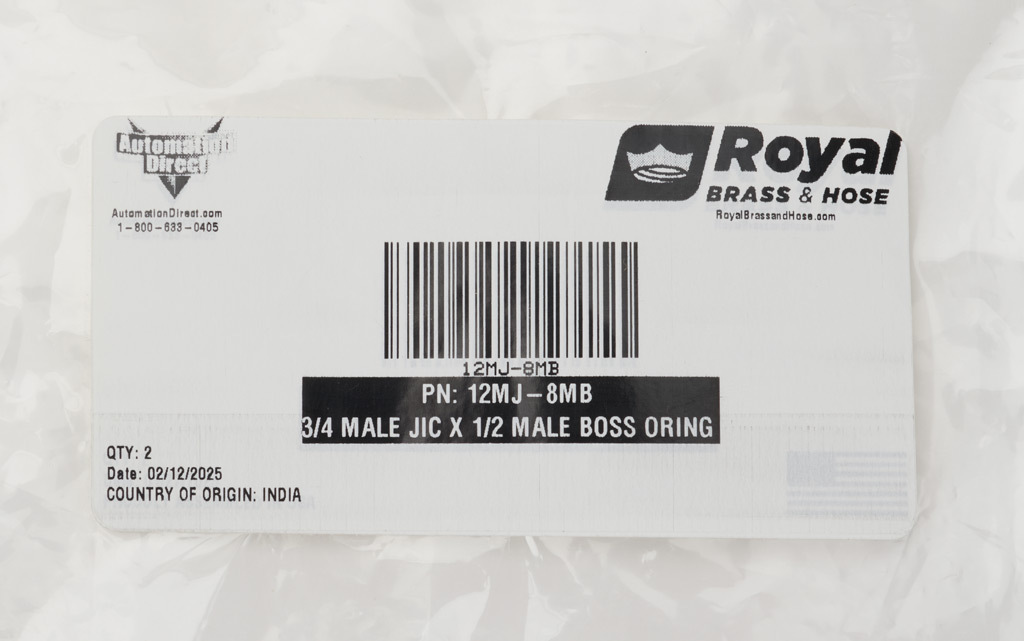 Automation
Direct
AutomationDirect.com
1-800-633-0405
Royal
BRASS & HOSE
RoyalBrassandHose.com
12MJ-8MB
PN: 12MJ-8MB
3/4 MALE JIC X 1/2 MALE BOSS ORING
QTY: 2
Date: 02/12/2025
COUNTRY OF ORIGIN: INDIA